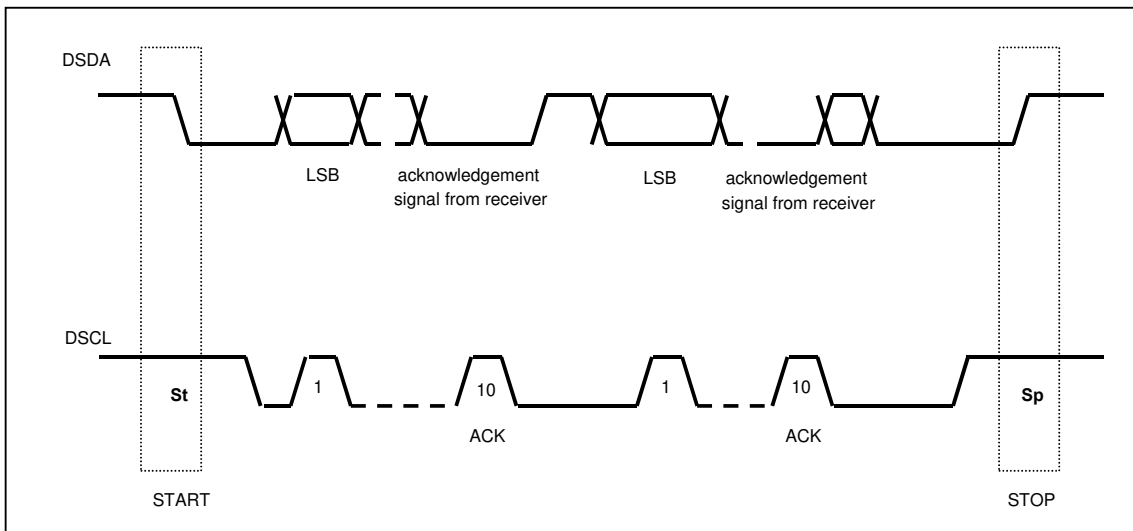 DSDA
LSB
acknowledgement
signal from receiver
LSB
acknowledgement
signal from receiver
DSCL
St
1
10
1
10
Sp
ACK
ACK
START
STOP